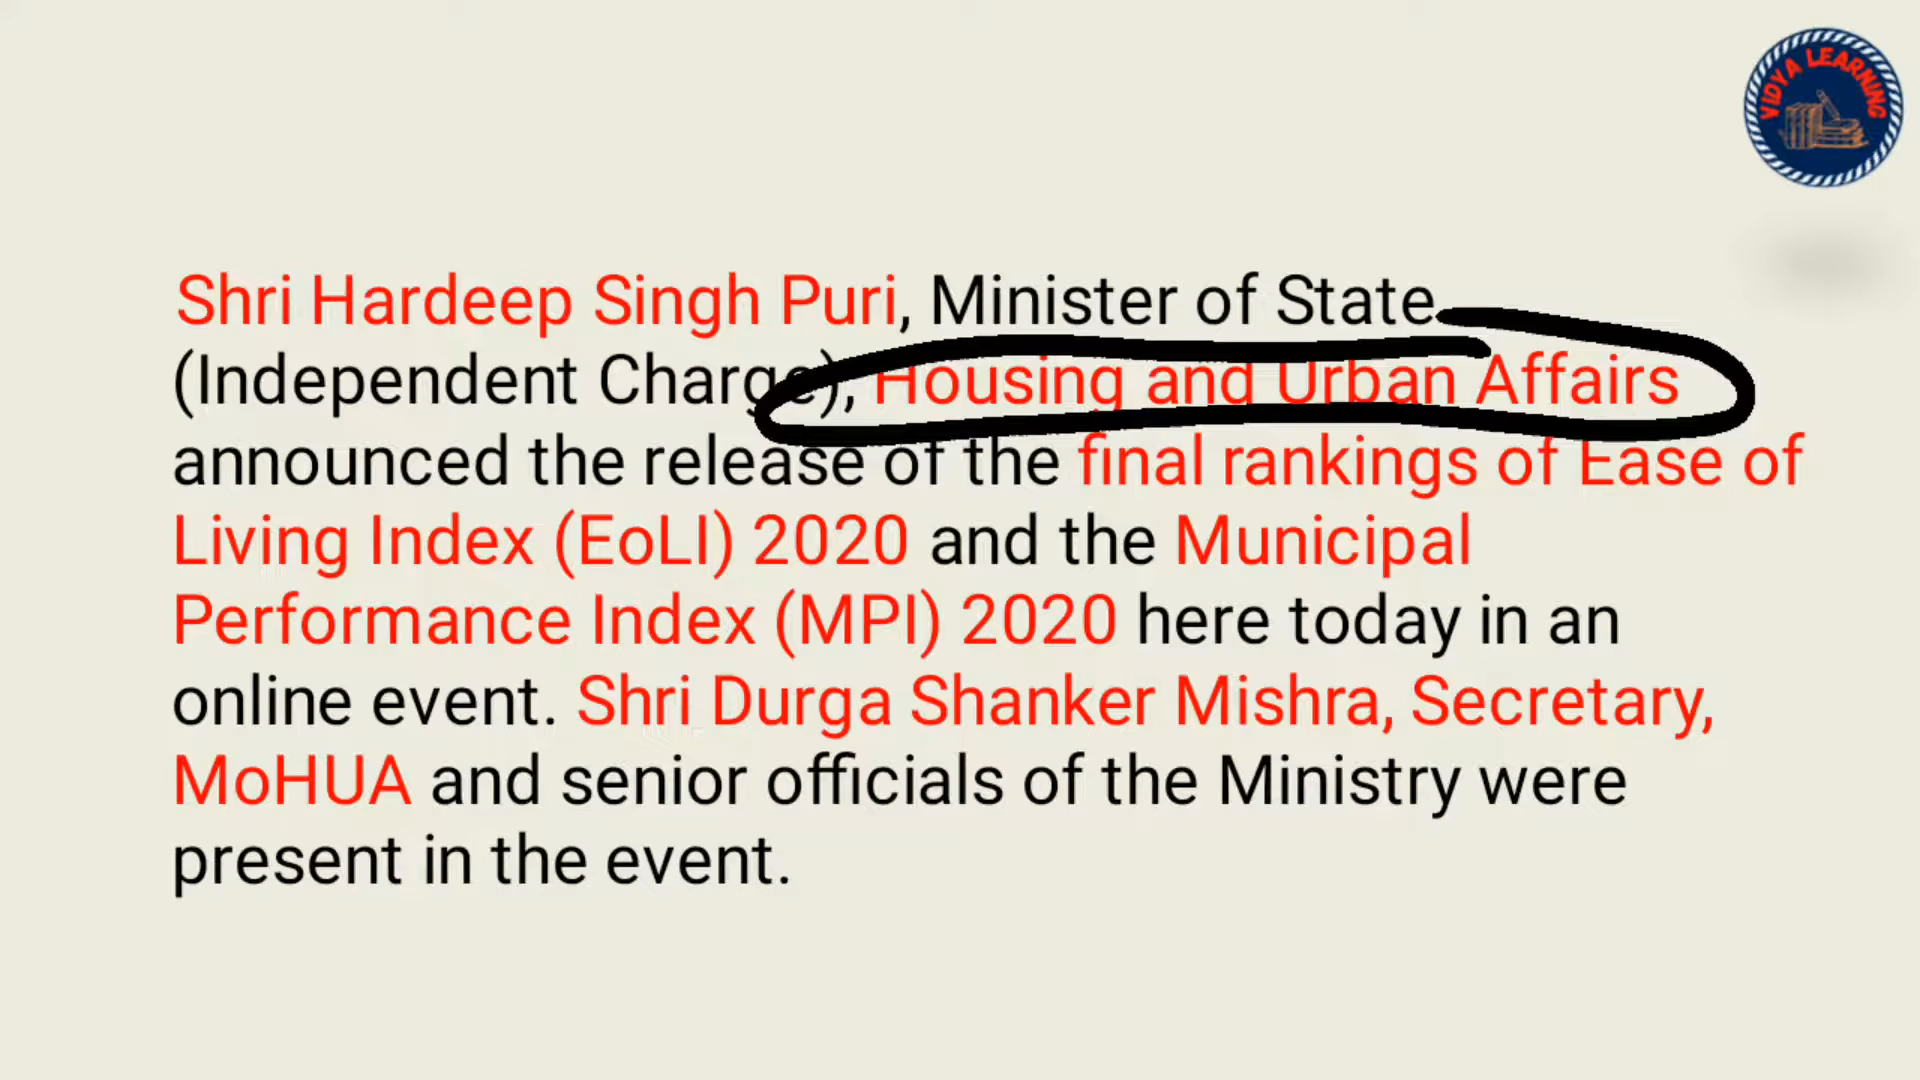 VIDYA LEARNING
Shri Hardeep Singh Puri, Minister of State
(Independent Charge), Housing and Urban Affairs
announced the release of the final rankings of Ease of
Living Index (EoLI) 2020 and the Municipal
Performance Index (MPI) 2020 here today in an
online event. Shri Durga Shanker Mishra, Secretary,
MoHUA and senior officials of the Ministry were
present in the event.